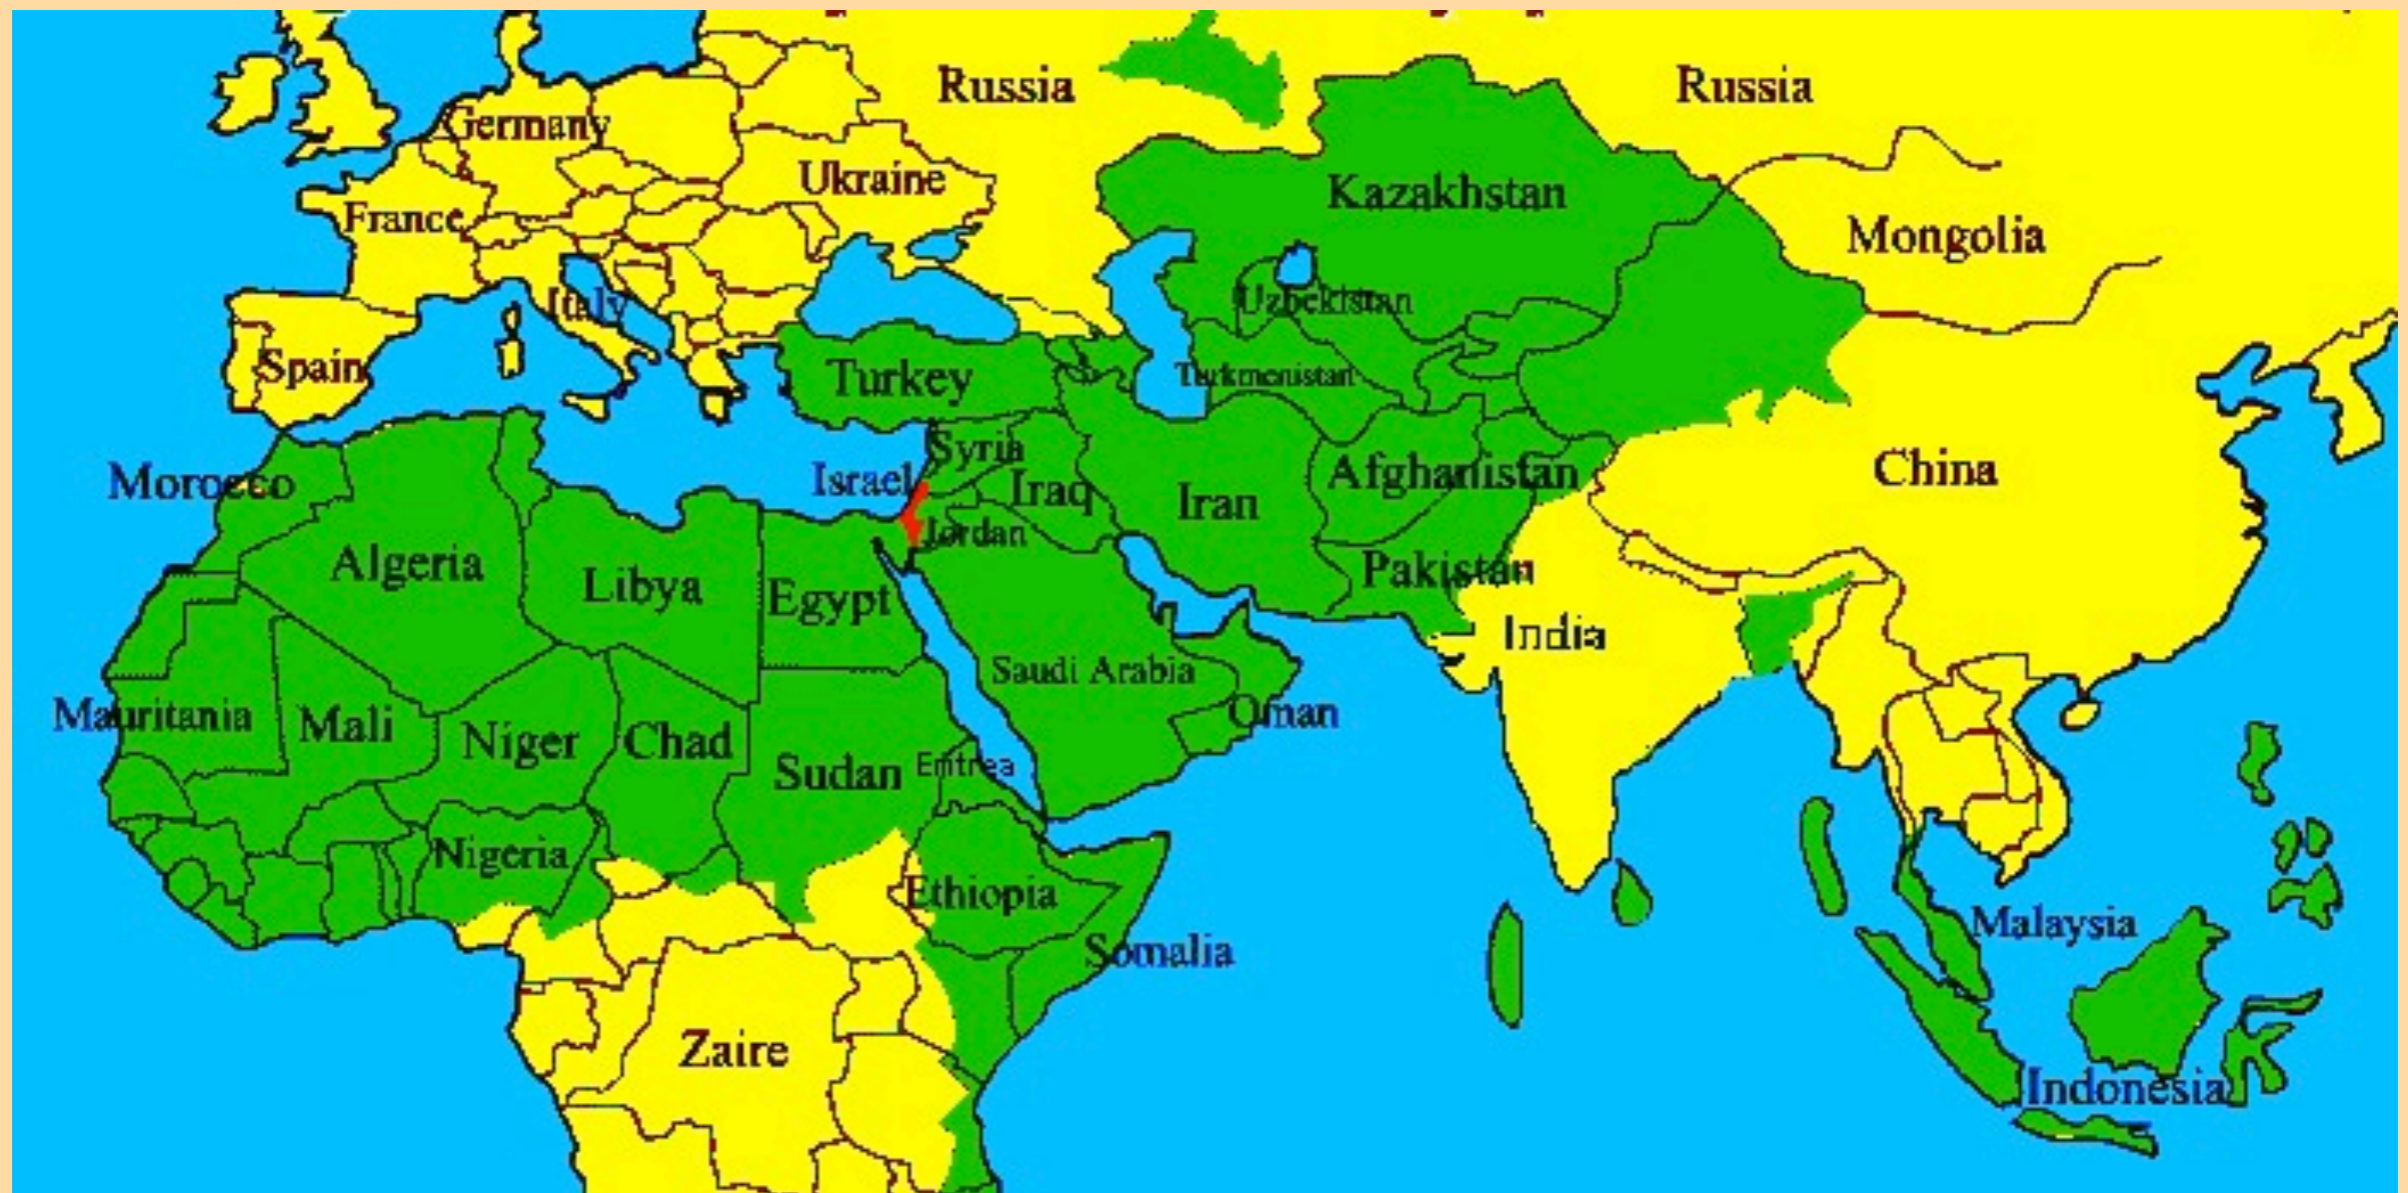 Russia
Russia
Germany
Ukraine
Kazakhstan
France
Mongolia
Italy
Uzbekistan
Spain
Turkey
Turkmenistan
Syria
Morocco
Israel
Iraq
Iran
Afghanistan
China
Jordan
Algeria
Libya
Egypt
Pakistan
India
Saudi Arabia
Mauritania
Mali
Niger
Chad
Oman
Sudan
Eritrea
Nigeria
Ethiopia
Malaysia
Somalia
Zaire
Indonesia